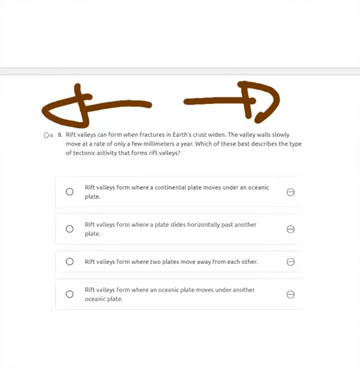 8. Rift valleys can form when fractures in Earth's crust widen. The valley walls slowly
move at a rate of only a few millimeters a year. Which of these best describes the type
of tectonic activity that forms rift valleys?
Rift valleys form where a continental plate moves under an oceanic
plate.
Rift valleys form where a plate slides horizontally past another
plate.
Rift valleys form where two plates move away from each other.
Rift valleys form where an oceanic plate moves under another
oceanic plate.